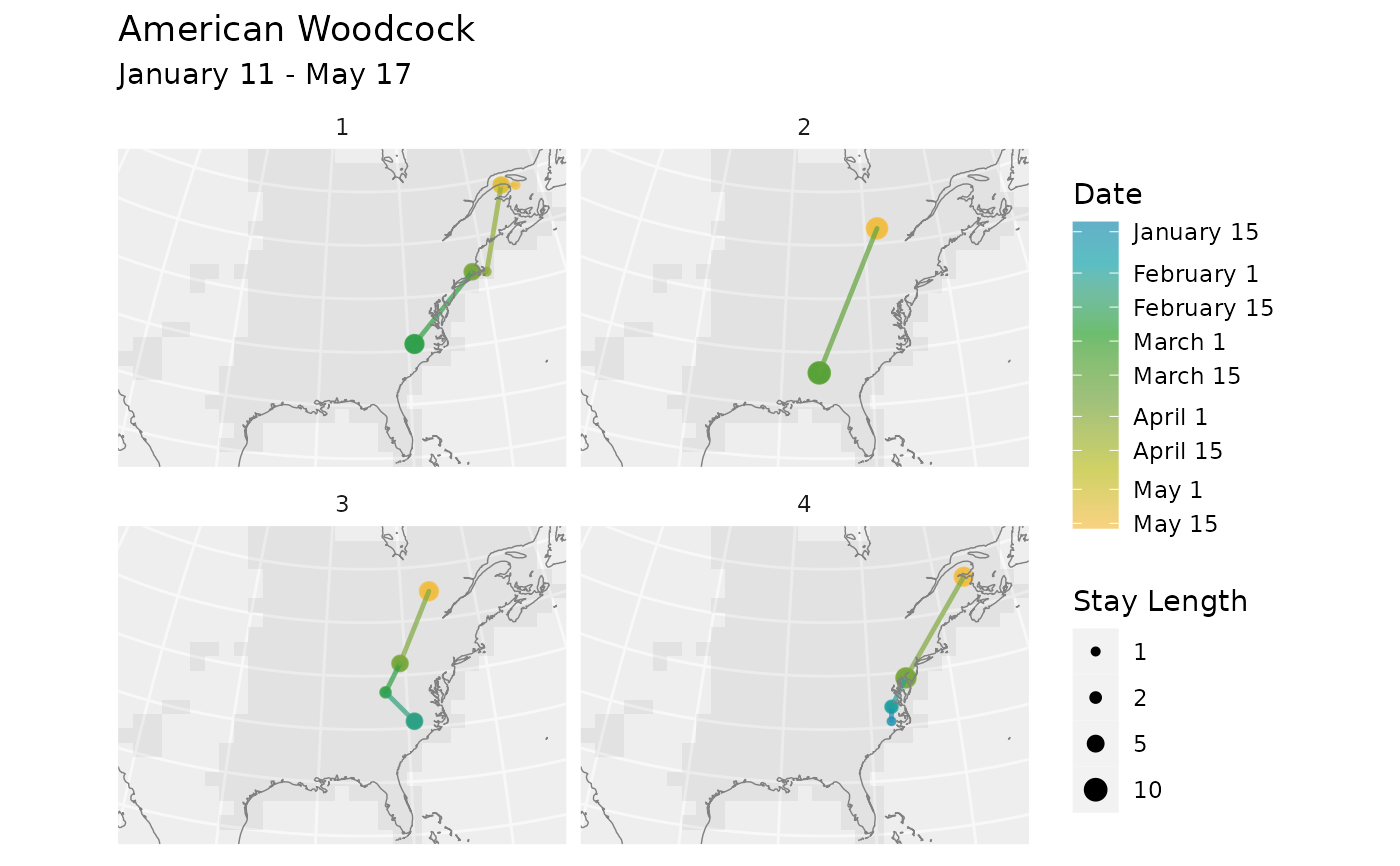 American Woodcock
January 11 - May 17
1
2
3
4
Date
January 15
February 1
February 15
March 1
March 15
April 1
April 15
May 1
May 15
Stay Length
1
2
5
10